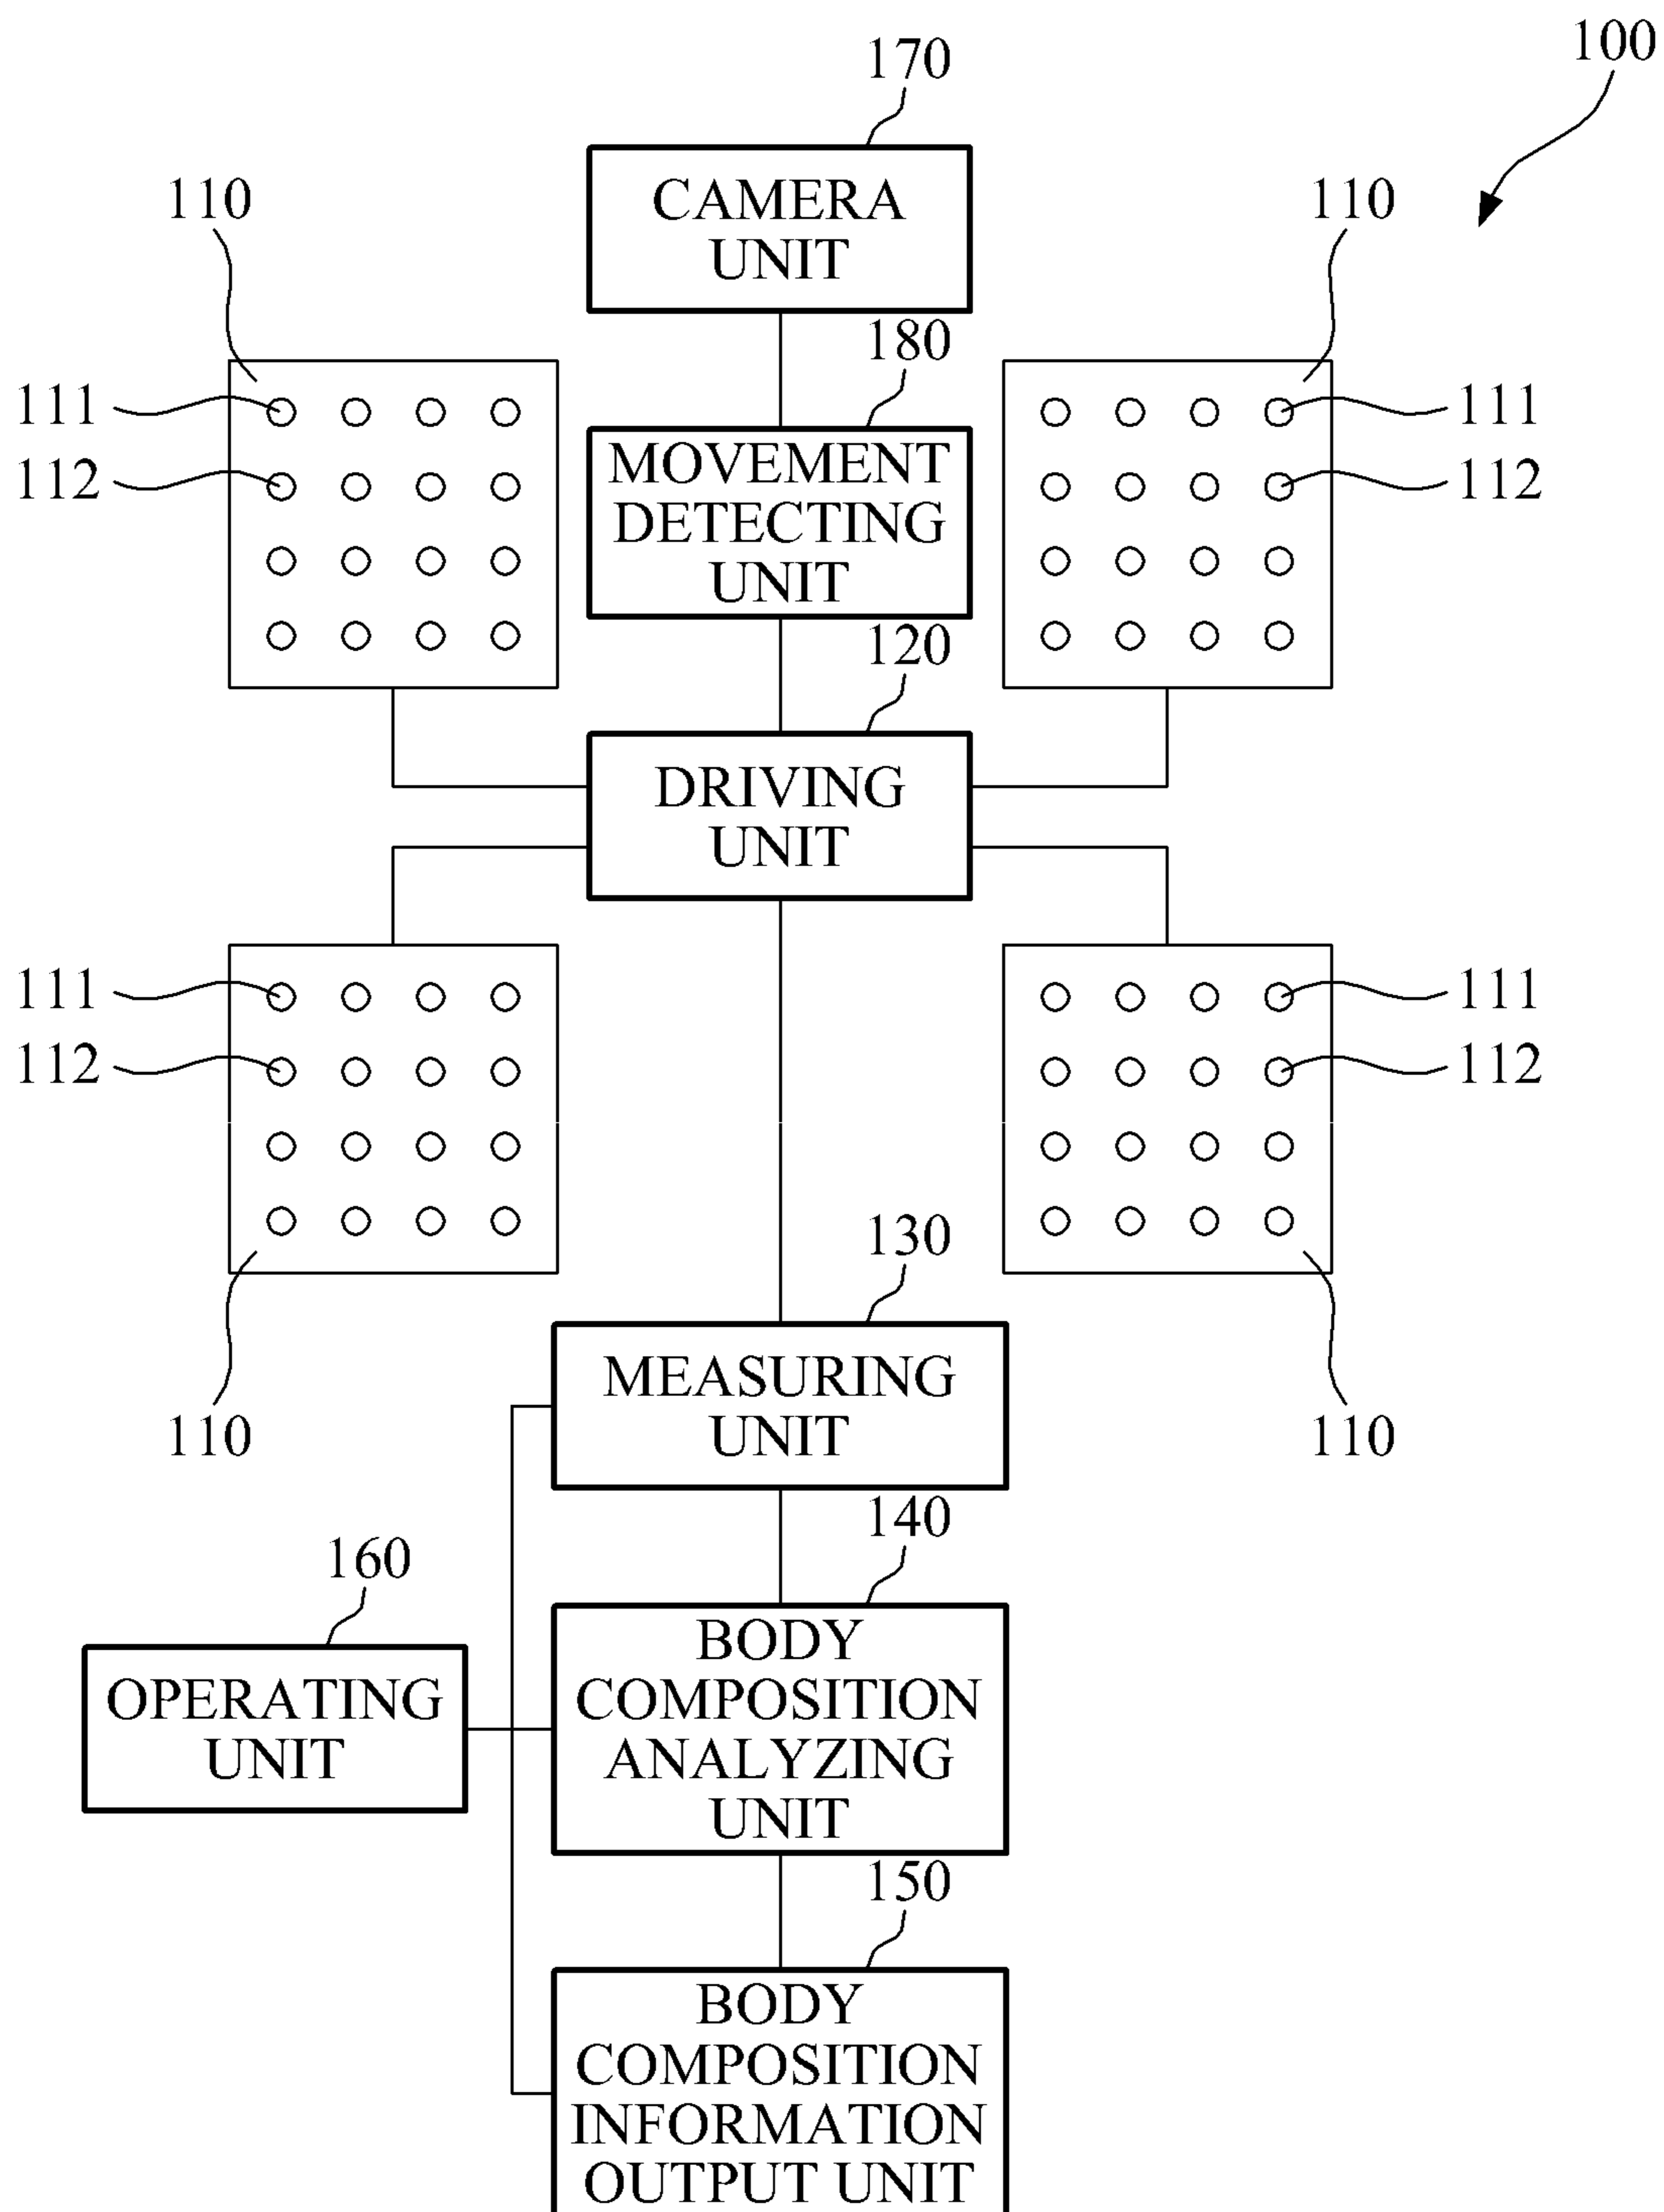 100
170
CAMERA
UNIT
110
110
180
111
111
MOVEMENT
DETECTING
UNIT
112
112
120
DRIVING
UNIT
111
111
112
112
130
MEASURING
UNIT
110
110
140
160
BODY
COMPOSITION
ANALYZING
UNIT
OPERATING
UNIT
150
BODY
COMPOSITION
INFORMATION
OUTPUT UNIT